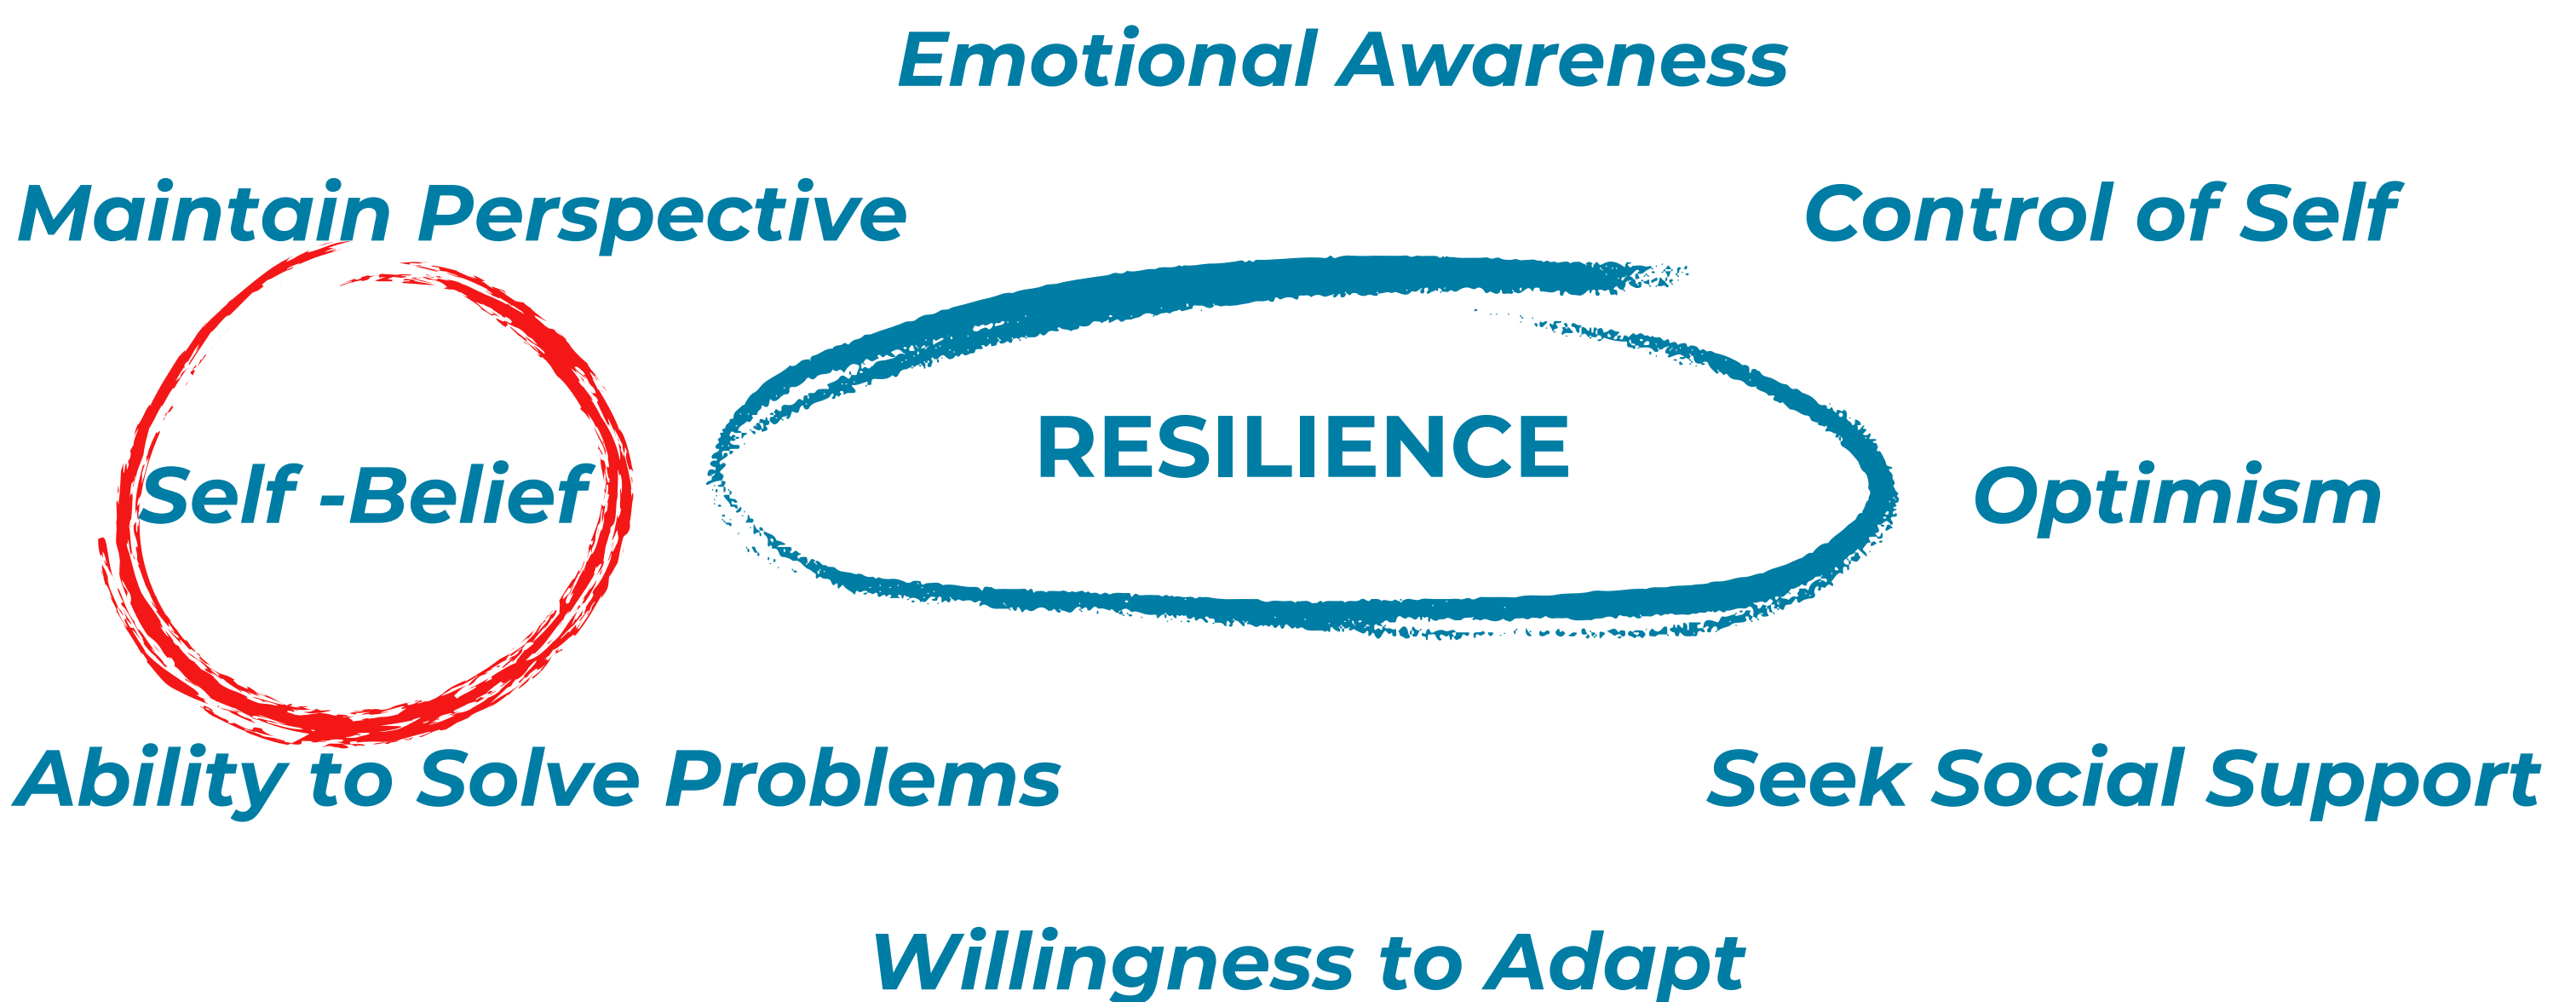 Emotional Awareness
Maintain Perspective
Control of Self
RESILIENCE
Self -Belief
Optimism
Ability to Solve Problems
Seek Social Support
Willingness to Adapt